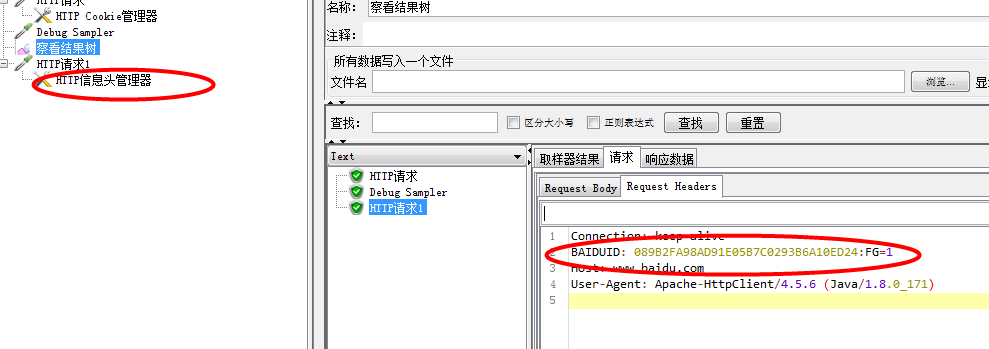 HTTP请求
HTTP Cookie管理器
Debug Sampler
察看结果树
HTTP请求1
HTTP信息头管理器
名称: 察看结果树
注释:
所有数据写入一个文件
文件名 浏览... 显
查找: 区分大小写 正则表达式 查找 重置
Text
HTTP请求
Debug Sampler
HTTP请求1
取样器结果 请求 响应数据
Request Body Request Headers
1 Connection: keep-alive
2 BAIDUID: 089B2FA98AD91E05B7C0293B6A10ED24:FG=1
3 Host: www.baidu.com
4 User-Agent: Apache-HttpClient/4.5.6 (Java/1.8.0_171)
5